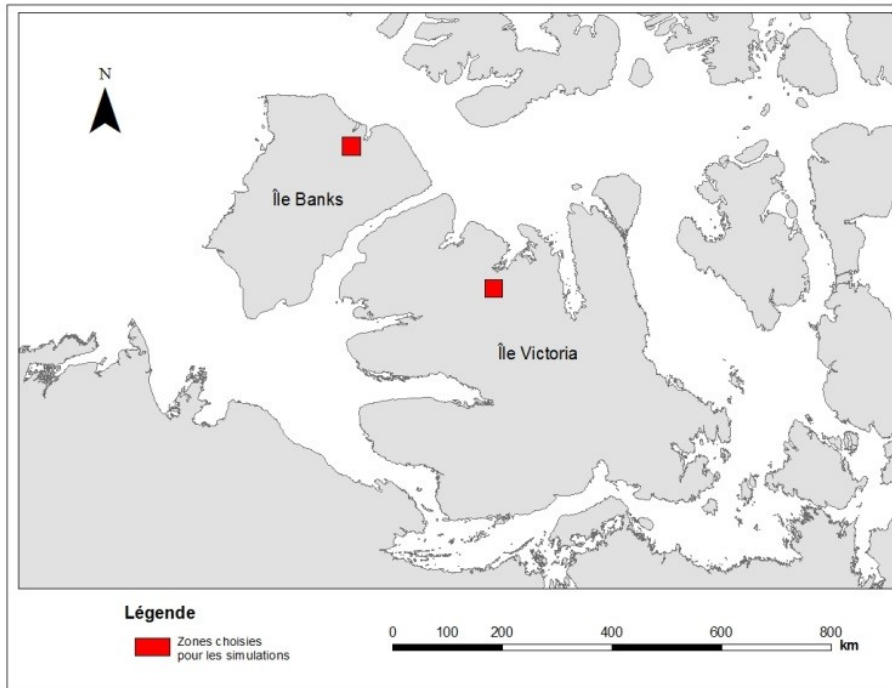 N
Île Banks
Île Victoria
Légende
Zones choisies
pour les simulations
0 100 200 400 600 800
km